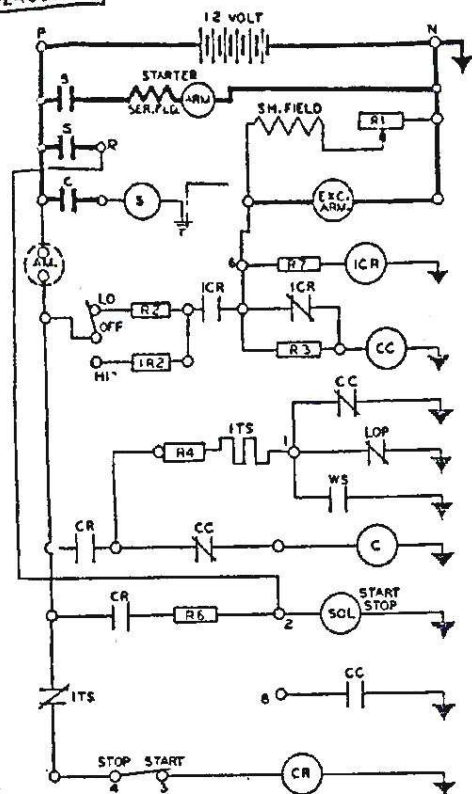 12 VOLT
P
N
S
STARTER
SER.FLD.
ARM
SH. FIELD
R1
S
R
C
S
EXC.
ARM.
AM.
6
R7
ICR
LO
R2
ICR
ICR
OFF
R3
CC
HI
1R2
CC
ITS
1
LOP
R4
WS
CR
CC
C
CR
R6
2
SOL
START
STOP
ITS
8
CC
STOP
START
4
3
CR